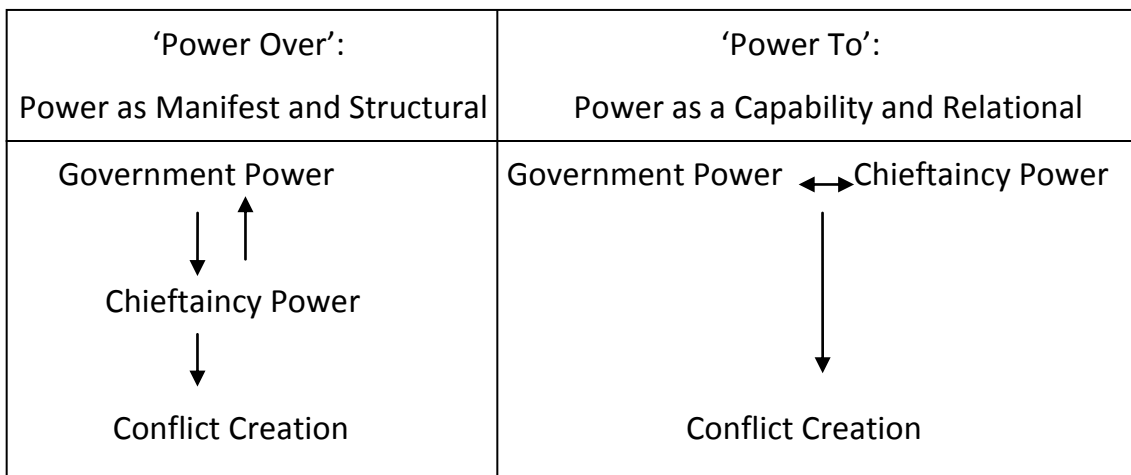 ‘Power Over’:
Power as Manifest and Structural
‘Power To’:
Power as a Capability and Relational
Government Power
Chieftaincy Power
Conflict Creation
Government Power
Chieftaincy Power
Conflict Creation